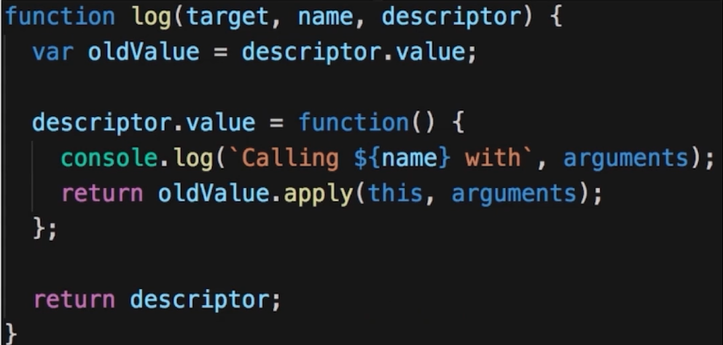 function log(target, name, descriptor) {
  var oldValue = descriptor.value;

  descriptor.value = function() {
    console.log(`Calling ${name} with`, arguments);
    return oldValue.apply(this, arguments);
  };

  return descriptor;
}